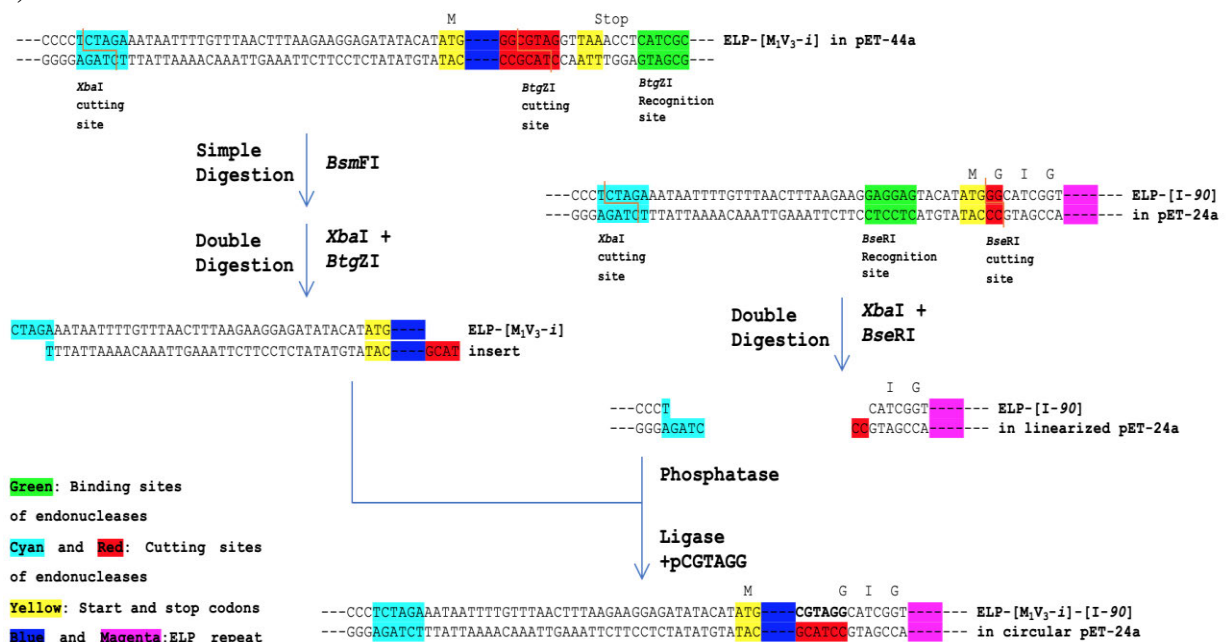 M Stop
---CCCCTCTAGAAATAATTTTGTTTAACTTTAAGAAGGAGATATACATATG----GGCGTAGGTTAAACCTCATCGC--- ELP-[M₁V₃-i] in pET-44a
---GGGGAGATCTTTATTAAAACAAATTGAAATTCTTCCTCTATATGTATAC----CCGCATCCAATTTGGAGTAGCG---
XbaI
cutting
site
BtgZI
cutting
site
BtgZI
Recognition
site
Simple
Digestion
BsmFI
Double
Digestion
XbaI +
BtgZI
M G I G
---CCCTCTAGAAATAATTTTGTTTAACTTTAAGAAGGAGGAGTACATATGGGCATCGGT------- ELP-[I-90]
---GGGAGATCTTTATTAAAACAAATTGAAATTCTTCCTCCTCATGTATACCCGTAGCCA------- in pET-24a
XbaI
cutting
site
BseRI
Recognition
site
BseRI
cutting
site
CTAGAAATAATTTTGTTTAACTTTAAGAAGGAGATATACATATG---- ELP-[M₁V₃-i]
TTTATTAAAACAAATTGAAATTCTTCCTCTATATGTATAC----GCAT insert
Double
Digestion
XbaI +
BseRI
I G
---CCCT CATCGGT------- ELP-[I-90]
---GGGAGATC CCGTAGCCA------- in linearized pET-24a
Phosphatase
Ligase
+pCGTAGG
Green: Binding sites
of endonucleases
Cyan and Red: Cutting sites
of endonucleases
Yellow: Start and stop codons
Blue and Magenta:ELP repeat
M G I G
---CCCTCTAGAAATAATTTTGTTTAACTTTAAGAAGGAGATATACATATG----CGTAGGCATCGGT------- ELP-[M₁V₃-i]-[I-90]
---GGGAGATCTTTATTAAAACAAATTGAAATTCTTCCTCTATATGTATAC----GCATCCGTAGCCA------- in circular pET-24a